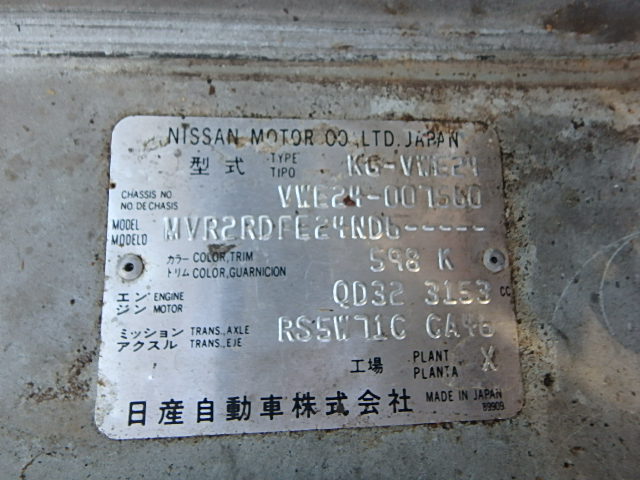 NISSAN MOTOR CO.,LTD.JAPAN
型式 TYPE TIPO KG-VWE24
CHASSIS NO NO.DE CHASIS VWE24-007560
MODEL MODELO MVR2RDFE24ND6-----
カラー COLOR,TRIM トリム COLOR,GUARNICION 598 K
エンジン ENGINE MOTOR QD32 3153 cc
ミッション TRANS.,AXLE アクスル TRANS.,EJE RS5W71C CA46
工場 PLANT PLANTA X
日産自動車株式会社 MADE IN JAPAN
89909